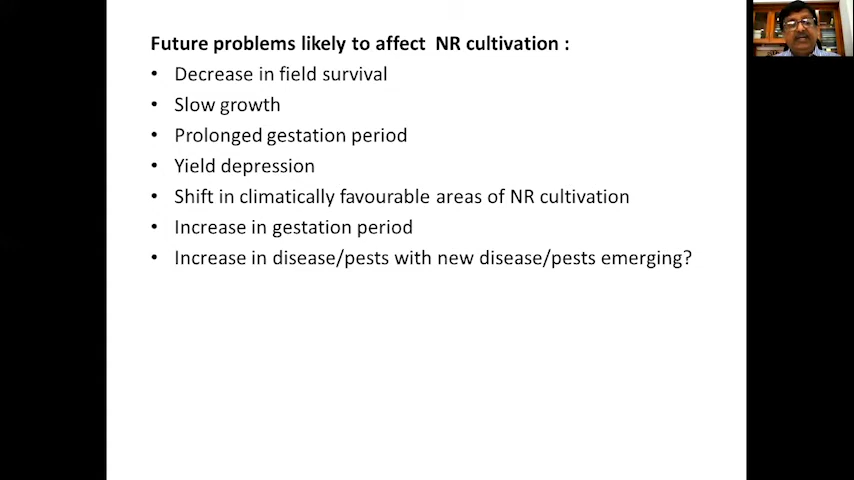 Future problems likely to affect NR cultivation :
• Decrease in field survival
• Slow growth
• Prolonged gestation period
• Yield depression
• Shift in climatically favourable areas of NR cultivation
• Increase in gestation period
• Increase in disease/pests with new disease/pests emerging?